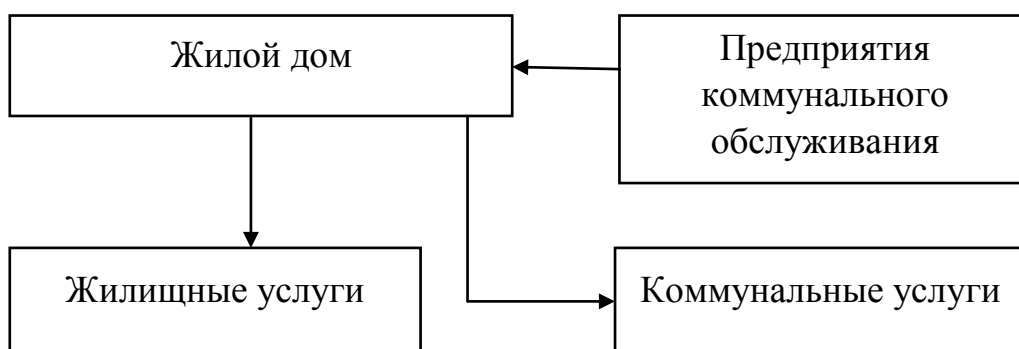 Жилой дом
Предприятия
коммунального
обслуживания
Жилищные услуги
Коммунальные услуги